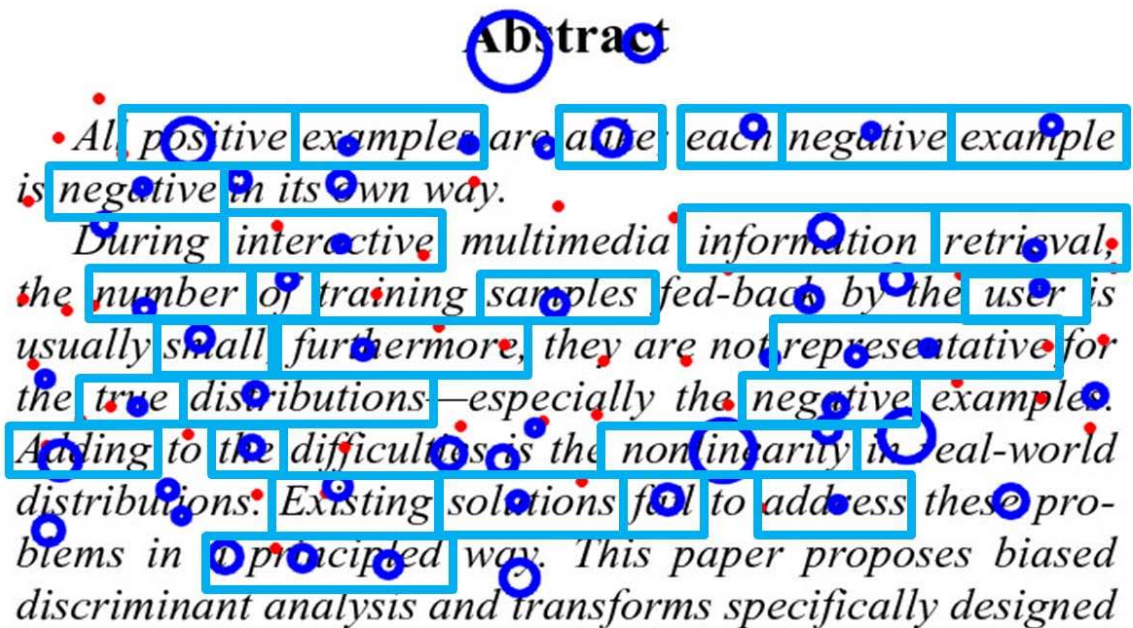 Abstract
All positive examples are alike; each negative example
is negative in its own way.
During interactive multimedia information retrieval,
the number of training samples fed-back by the user is
usually small; furthermore, they are not representative for
the true distributions—especially the negative examples.
Adding to the difficulties is the nonlinearity in eal-world
distributions. Existing solutions fail to address these pro-
blems in a principled way. This paper proposes biased
discriminant analysis and transforms specifically designed